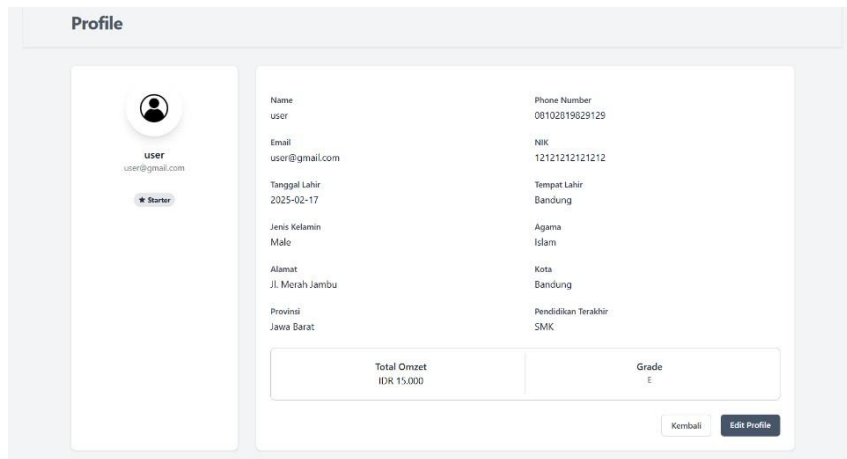 Profile
user
user@gmail.com
★ Starter
Name
user
Phone Number
08102819829129
Email
user@gmail.com
NIK
12121212121212
Tanggal Lahir
2025-02-17
Tempat Lahir
Bandung
Jenis Kelamin
Male
Agama
Islam
Alamat
Jl. Merah Jambu
Kota
Bandung
Provinsi
Jawa Barat
Pendidikan Terakhir
SMK
Total Omzet
IDR 15.000
Grade
E
Kembali
Edit Profile